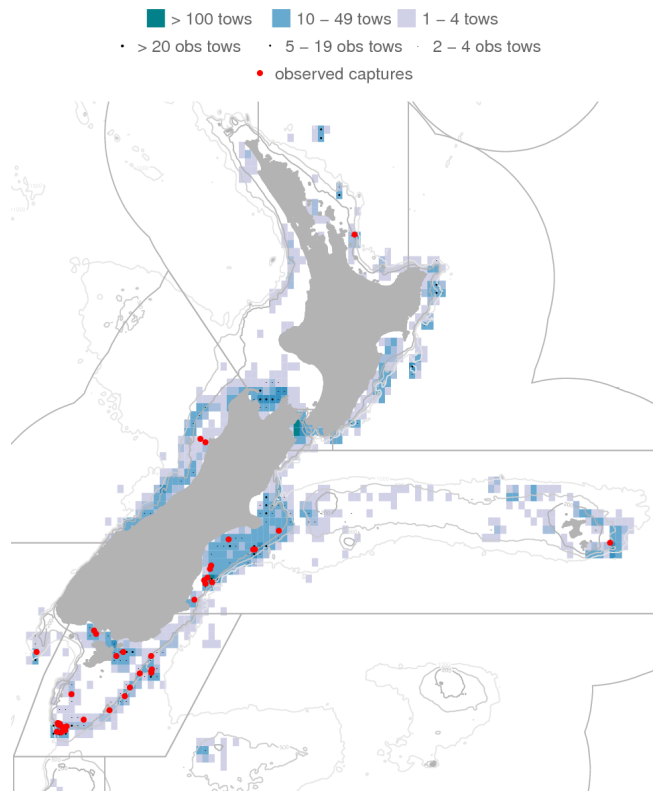 > 100 tows 10 − 49 tows 1 − 4 tows
> 20 obs tows 5 − 19 obs tows 2 − 4 obs tows
observed captures